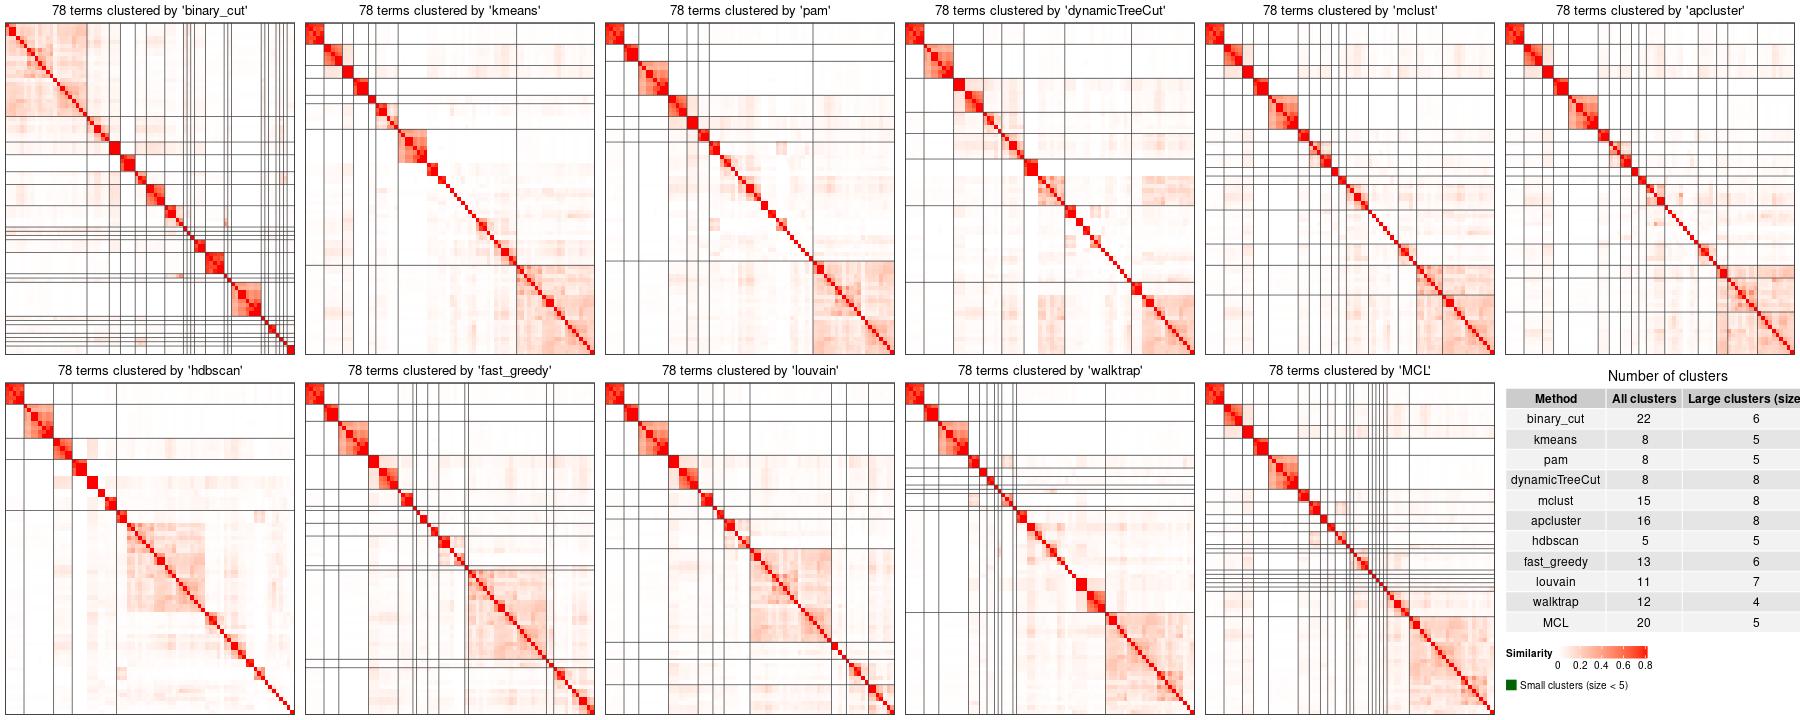 78 terms clustered by 'binary_cut'
78 terms clustered by 'kmeans'
78 terms clustered by 'pam'
78 terms clustered by 'dynamicTreeCut'
78 terms clustered by 'mclust'
78 terms clustered by 'apcluster'
78 terms clustered by 'hdbscan'
78 terms clustered by 'fast_greedy'
78 terms clustered by 'louvain'
78 terms clustered by 'walktrap'
78 terms clustered by 'MCL'
Number of clusters
Method All clusters Large clusters (size
binary_cut 22 6
kmeans 8 5
pam 8 5
dynamicTreeCut 8 8
mclust 15 8
apcluster 16 8
hdbscan 5 5
fast_greedy 13 6
louvain 11 7
walktrap 12 4
MCL 20 5
Similarity
0 0.2 0.4 0.6 0.8
Small clusters (size < 5)